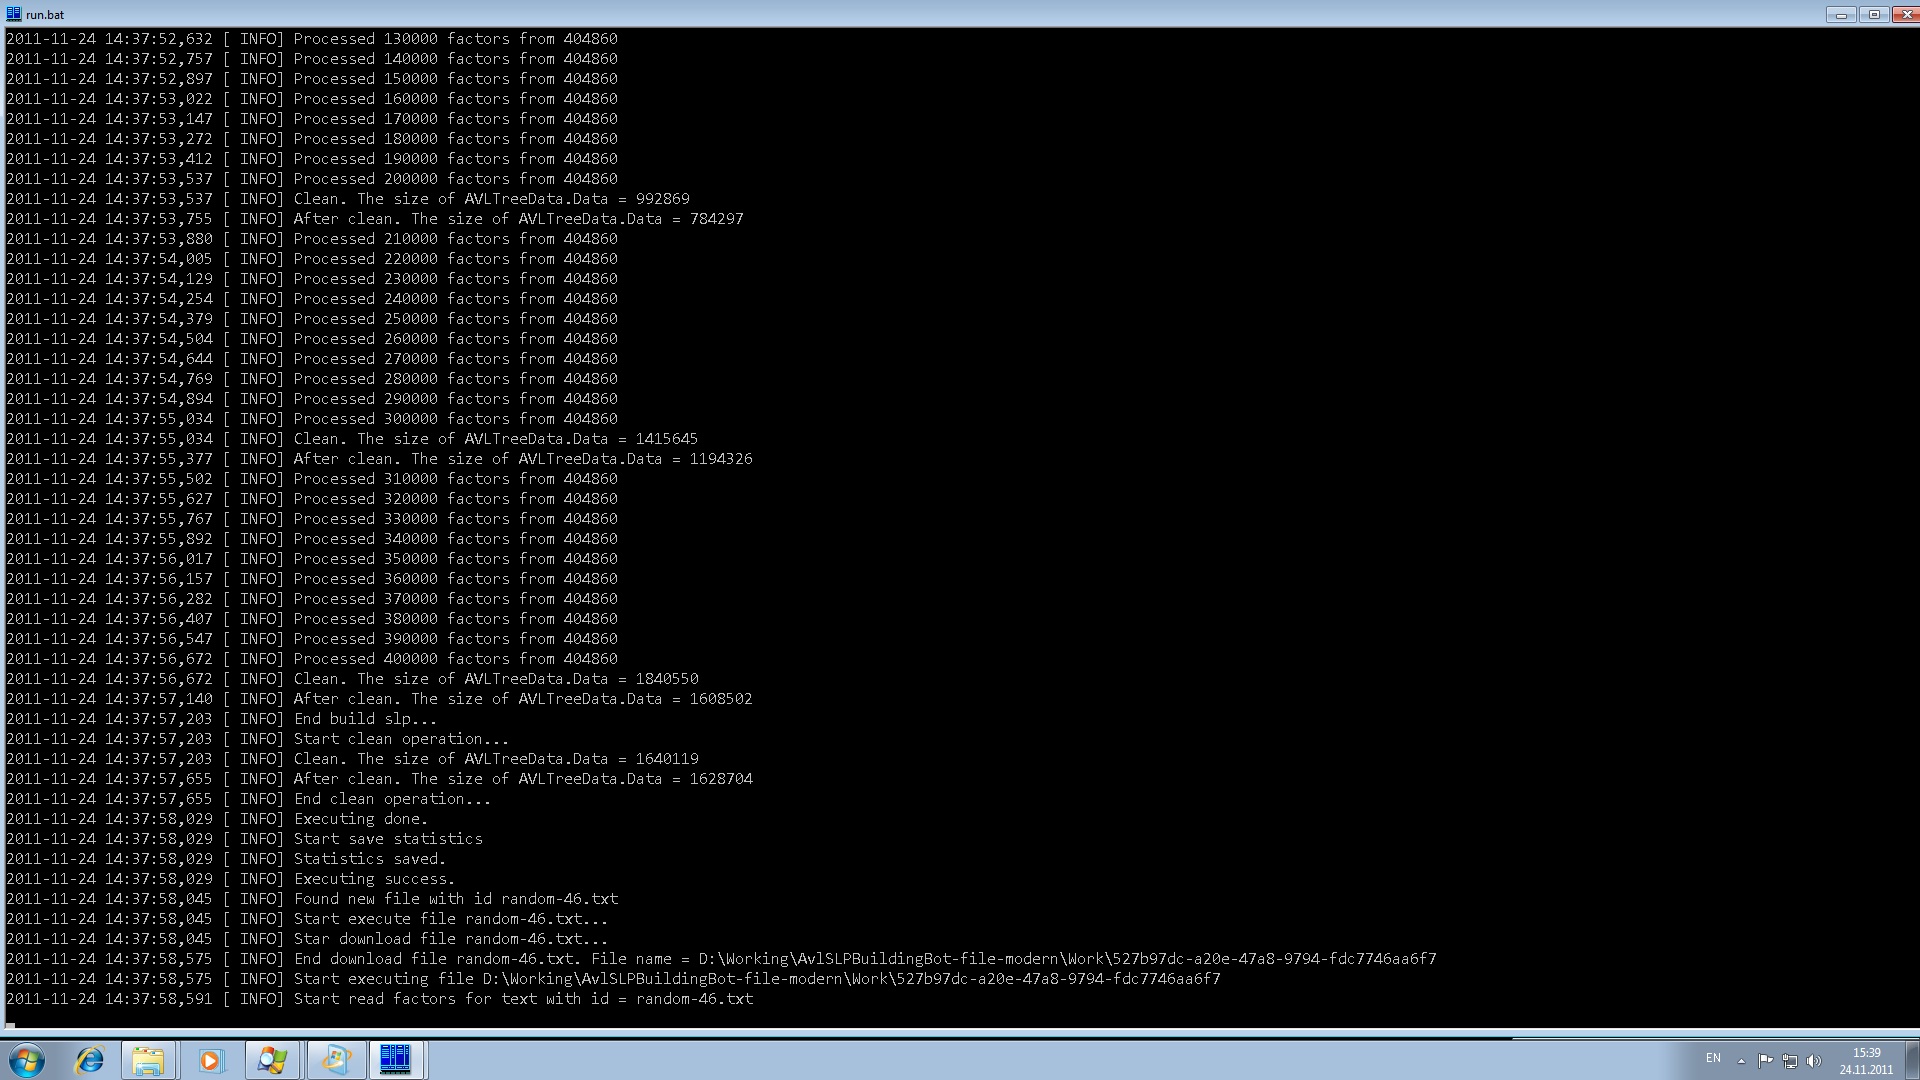 run.bat
2011-11-24 14:37:52,632 [ INFO] Processed 130000 factors from 404860
2011-11-24 14:37:52,757 [ INFO] Processed 140000 factors from 404860
2011-11-24 14:37:52,897 [ INFO] Processed 150000 factors from 404860
2011-11-24 14:37:53,022 [ INFO] Processed 160000 factors from 404860
2011-11-24 14:37:53,147 [ INFO] Processed 170000 factors from 404860
2011-11-24 14:37:53,272 [ INFO] Processed 180000 factors from 404860
2011-11-24 14:37:53,412 [ INFO] Processed 190000 factors from 404860
2011-11-24 14:37:53,537 [ INFO] Processed 200000 factors from 404860
2011-11-24 14:37:53,537 [ INFO] Clean. The size of AVLTreeData.Data = 992869
2011-11-24 14:37:53,755 [ INFO] After clean. The size of AVLTreeData.Data = 784297
2011-11-24 14:37:53,880 [ INFO] Processed 210000 factors from 404860
2011-11-24 14:37:54,005 [ INFO] Processed 220000 factors from 404860
2011-11-24 14:37:54,129 [ INFO] Processed 230000 factors from 404860
2011-11-24 14:37:54,254 [ INFO] Processed 240000 factors from 404860
2011-11-24 14:37:54,379 [ INFO] Processed 250000 factors from 404860
2011-11-24 14:37:54,504 [ INFO] Processed 260000 factors from 404860
2011-11-24 14:37:54,644 [ INFO] Processed 270000 factors from 404860
2011-11-24 14:37:54,769 [ INFO] Processed 280000 factors from 404860
2011-11-24 14:37:54,894 [ INFO] Processed 290000 factors from 404860
2011-11-24 14:37:55,034 [ INFO] Processed 300000 factors from 404860
2011-11-24 14:37:55,034 [ INFO] Clean. The size of AVLTreeData.Data = 1415645
2011-11-24 14:37:55,377 [ INFO] After clean. The size of AVLTreeData.Data = 1194326
2011-11-24 14:37:55,502 [ INFO] Processed 310000 factors from 404860
2011-11-24 14:37:55,627 [ INFO] Processed 320000 factors from 404860
2011-11-24 14:37:55,767 [ INFO] Processed 330000 factors from 404860
2011-11-24 14:37:55,892 [ INFO] Processed 340000 factors from 404860
2011-11-24 14:37:56,017 [ INFO] Processed 350000 factors from 404860
2011-11-24 14:37:56,157 [ INFO] Processed 360000 factors from 404860
2011-11-24 14:37:56,282 [ INFO] Processed 370000 factors from 404860
2011-11-24 14:37:56,407 [ INFO] Processed 380000 factors from 404860
2011-11-24 14:37:56,547 [ INFO] Processed 390000 factors from 404860
2011-11-24 14:37:56,672 [ INFO] Processed 400000 factors from 404860
2011-11-24 14:37:56,672 [ INFO] Clean. The size of AVLTreeData.Data = 1840550
2011-11-24 14:37:57,140 [ INFO] After clean. The size of AVLTreeData.Data = 1608502
2011-11-24 14:37:57,203 [ INFO] End build slp...
2011-11-24 14:37:57,203 [ INFO] Start clean operation...
2011-11-24 14:37:57,203 [ INFO] Clean. The size of AVLTreeData.Data = 1640119
2011-11-24 14:37:57,655 [ INFO] After clean. The size of AVLTreeData.Data = 1628704
2011-11-24 14:37:57,655 [ INFO] End clean operation...
2011-11-24 14:37:58,029 [ INFO] Executing done.
2011-11-24 14:37:58,029 [ INFO] Start save statistics
2011-11-24 14:37:58,029 [ INFO] Statistics saved.
2011-11-24 14:37:58,029 [ INFO] Executing success.
2011-11-24 14:37:58,045 [ INFO] Found new file with id random-46.txt
2011-11-24 14:37:58,045 [ INFO] Start execute file random-46.txt...
2011-11-24 14:37:58,045 [ INFO] Star download file random-46.txt...
2011-11-24 14:37:58,575 [ INFO] End download file random-46.txt. File name = D:\Working\AvlSLPBuildingBot-file-modern\Work\527b97dc-a20e-47a8-9794-fdc7746aa6f7
2011-11-24 14:37:58,575 [ INFO] Start executing file D:\Working\AvlSLPBuildingBot-file-modern\Work\527b97dc-a20e-47a8-9794-fdc7746aa6f7
2011-11-24 14:37:58,591 [ INFO] Start read factors for text with id = random-46.txt
EN
15:39
24.11.2011